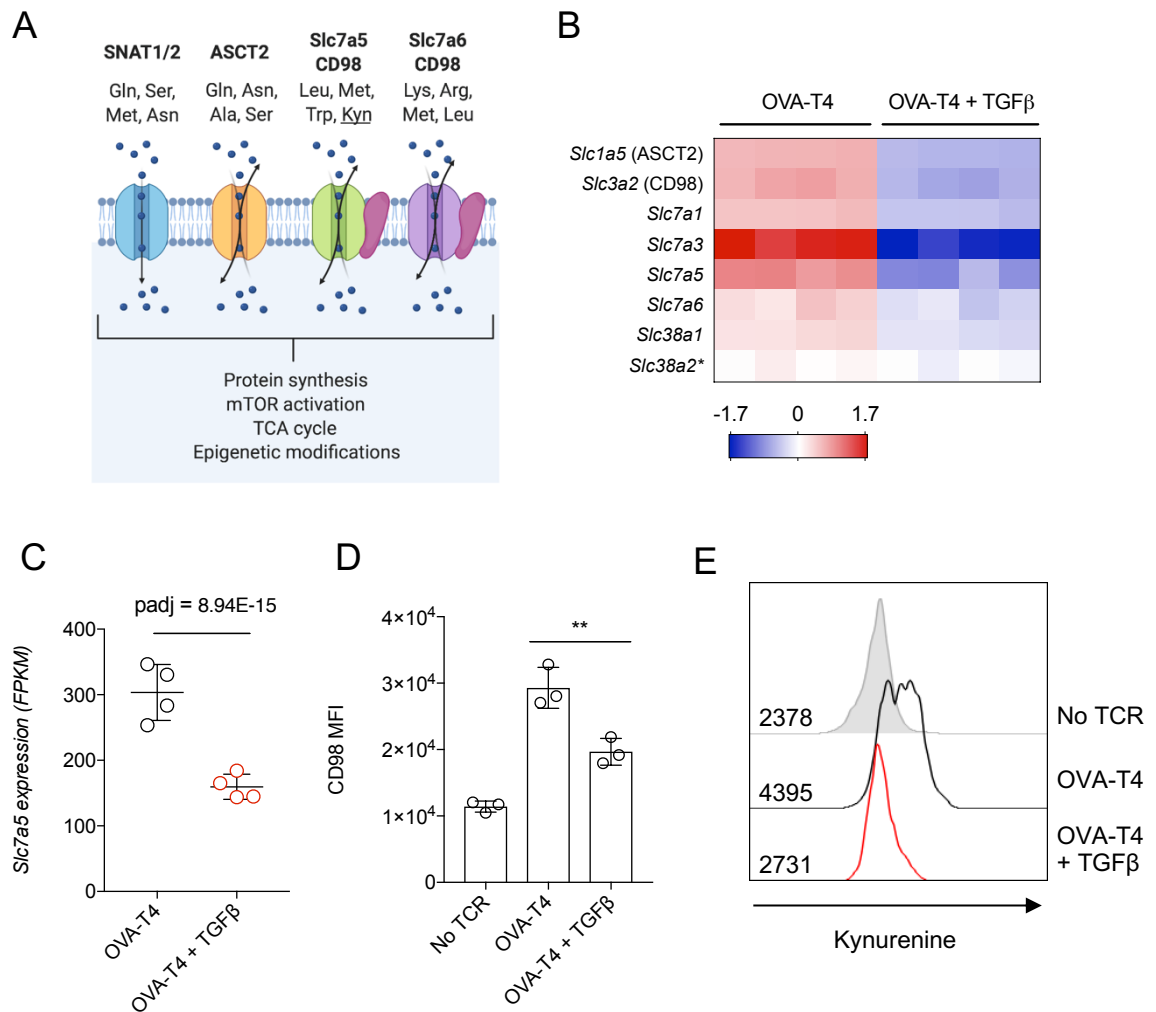 A
SNAT1/2
Gln, Ser,
Met, Asn
ASCT2
Gln, Asn,
Ala, Ser
Slc7a5
CD98
Leu, Met,
Trp, Kyn
Slc7a6
CD98
Lys, Arg,
Met, Leu
Protein synthesis
mTOR activation
TCA cycle
Epigenetic modifications
B
OVA-T4
OVA-T4 + TGFβ
Slc1a5 (ASCT2)
Slc3a2 (CD98)
Slc7a1
Slc7a3
Slc7a5
Slc7a6
Slc38a1
Slc38a2*
-1.7 0 1.7
C
padj = 8.94E-15
Slc7a5 expression (FPKM)
400
300
200
100
0
OVA-T4
OVA-T4 + TGFβ
D
**
CD98 MFI
4×10⁴
3×10⁴
2×10⁴
1×10⁴
0
No TCR
OVA-T4
OVA-T4 + TGFβ
E
2378
No TCR
4395
OVA-T4
2731
OVA-T4
+ TGFβ
Kynurenine